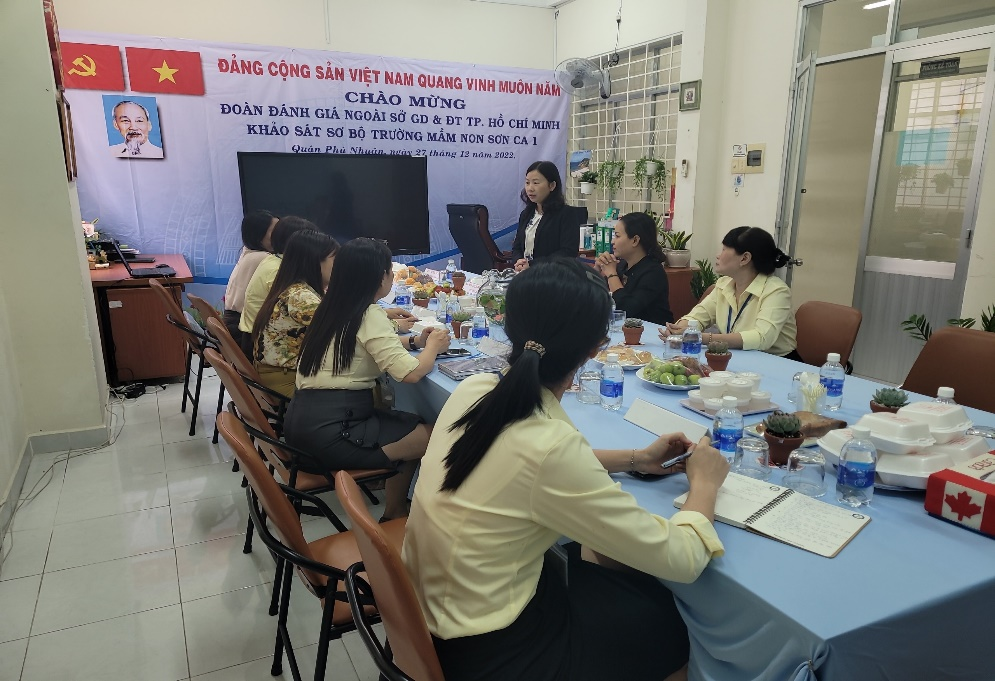 ĐẢNG CỘNG SẢN VIỆT NAM QUANG VINH MUÔN NĂM
CHÀO MỪNG
ĐOÀN ĐÁNH GIÁ NGOÀI SỞ GD & ĐT TP. HỒ CHÍ MINH
KHẢO SÁT SƠ BỘ TRƯỜNG MẦM NON SƠN CA 1
Quận Phú Nhuận, ngày 27 tháng 12 năm 2022.